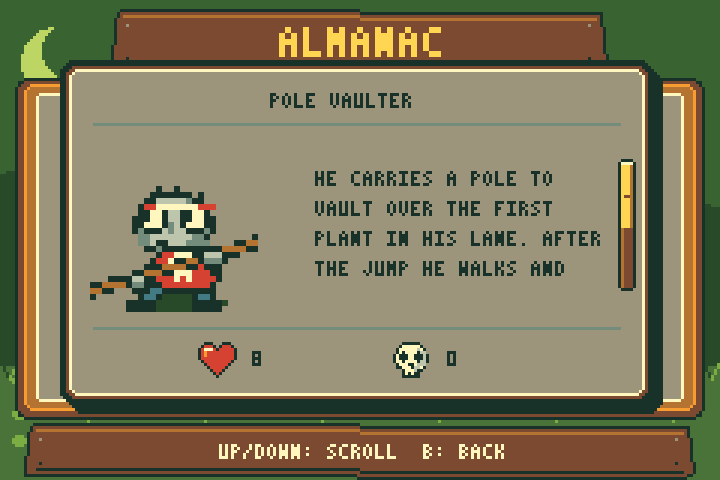 ALMANAC
POLE VAULTER
HE CARRIES A POLE TO
VAULT OVER THE FIRST
PLANT IN HIS LANE. AFTER
THE JUMP HE WALKS AND
8
0
UP/DOWN: SCROLL B: BACK